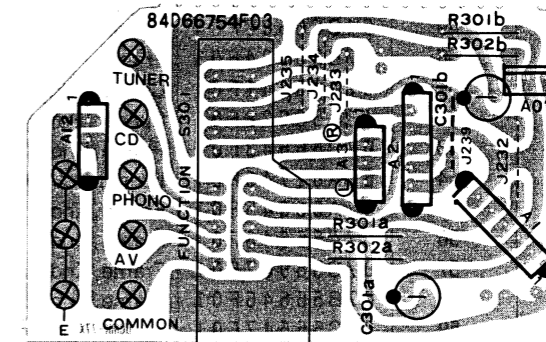 84D66754F03
TUNER
CD
PHONO
AV
COMMON
E
A12
1
S301
FUNCTION
J235
J234
J233
R301b
R302b
C301b
J239
J232
A3
A2
R
L
R301a
R302a
C301a